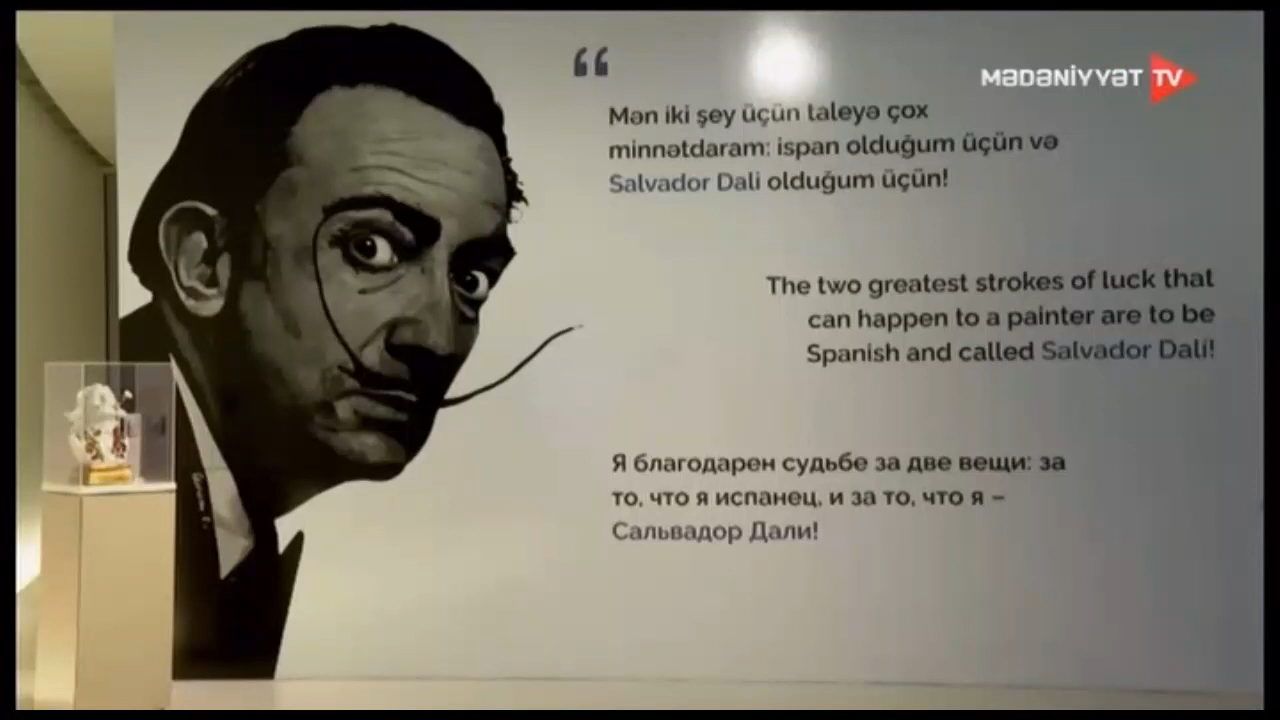 MƏDƏNİYYƏT TV
Mən iki şey üçün taleyə çox
minnətdaram: ispan olduğum üçün və
Salvador Dali olduğum üçün!
The two greatest strokes of luck that
can happen to a painter are to be
Spanish and called Salvador Dalí!
Я благодарен судьбе за две вещи: за
то, что я испанец, и за то, что я –
Сальвадор Дали!